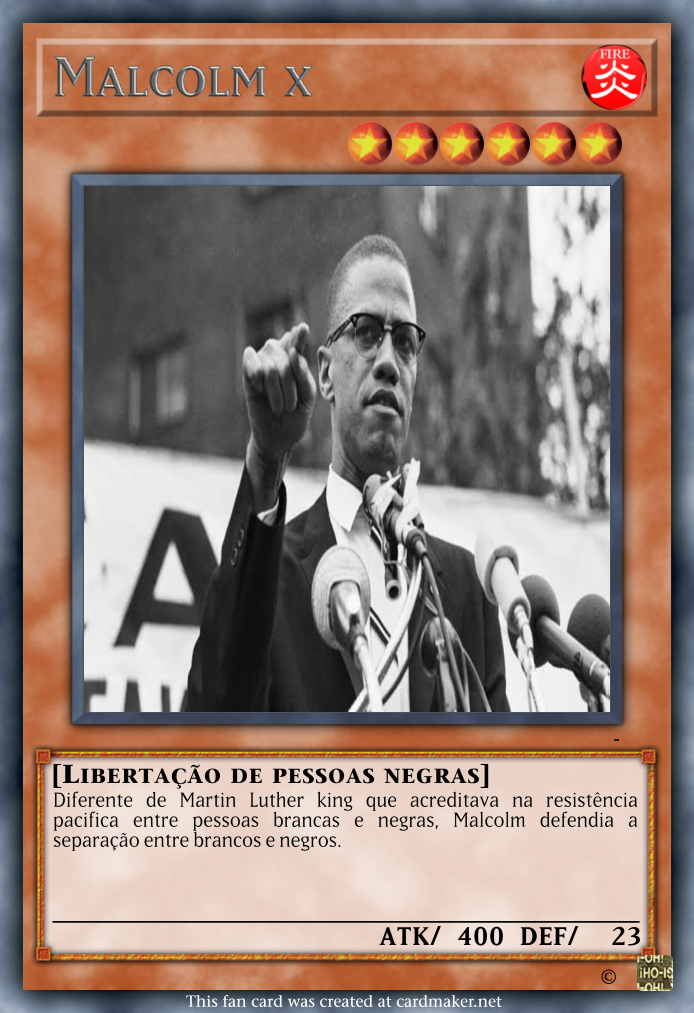 Malcolm x
FIRE
炎
A
-
[Libertação de pessoas negras]
Diferente de Martin Luther king que acreditava na resistência
pacifica entre pessoas brancas e negras, Malcolm defendia a
separação entre brancos e negros.
ATK/ 400 DEF/ 23
©
This fan card was created at cardmaker.net